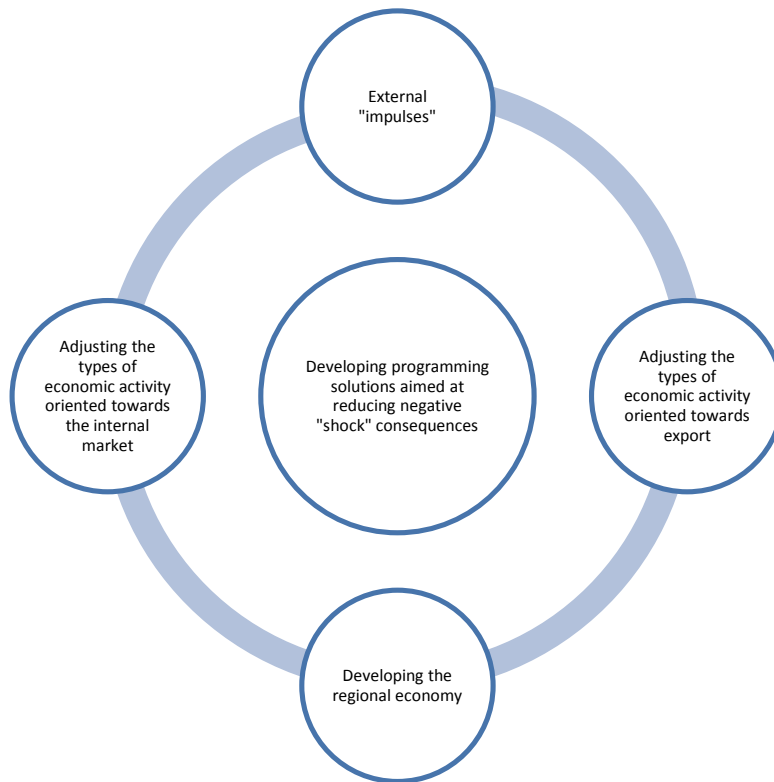 External
"impulses"
Adjusting the
types of
economic activity
oriented towards
the internal
market
Developing programming
solutions aimed at
reducing negative
"shock" consequences
Adjusting the
types of
economic activity
oriented towards
export
Developing the
regional economy